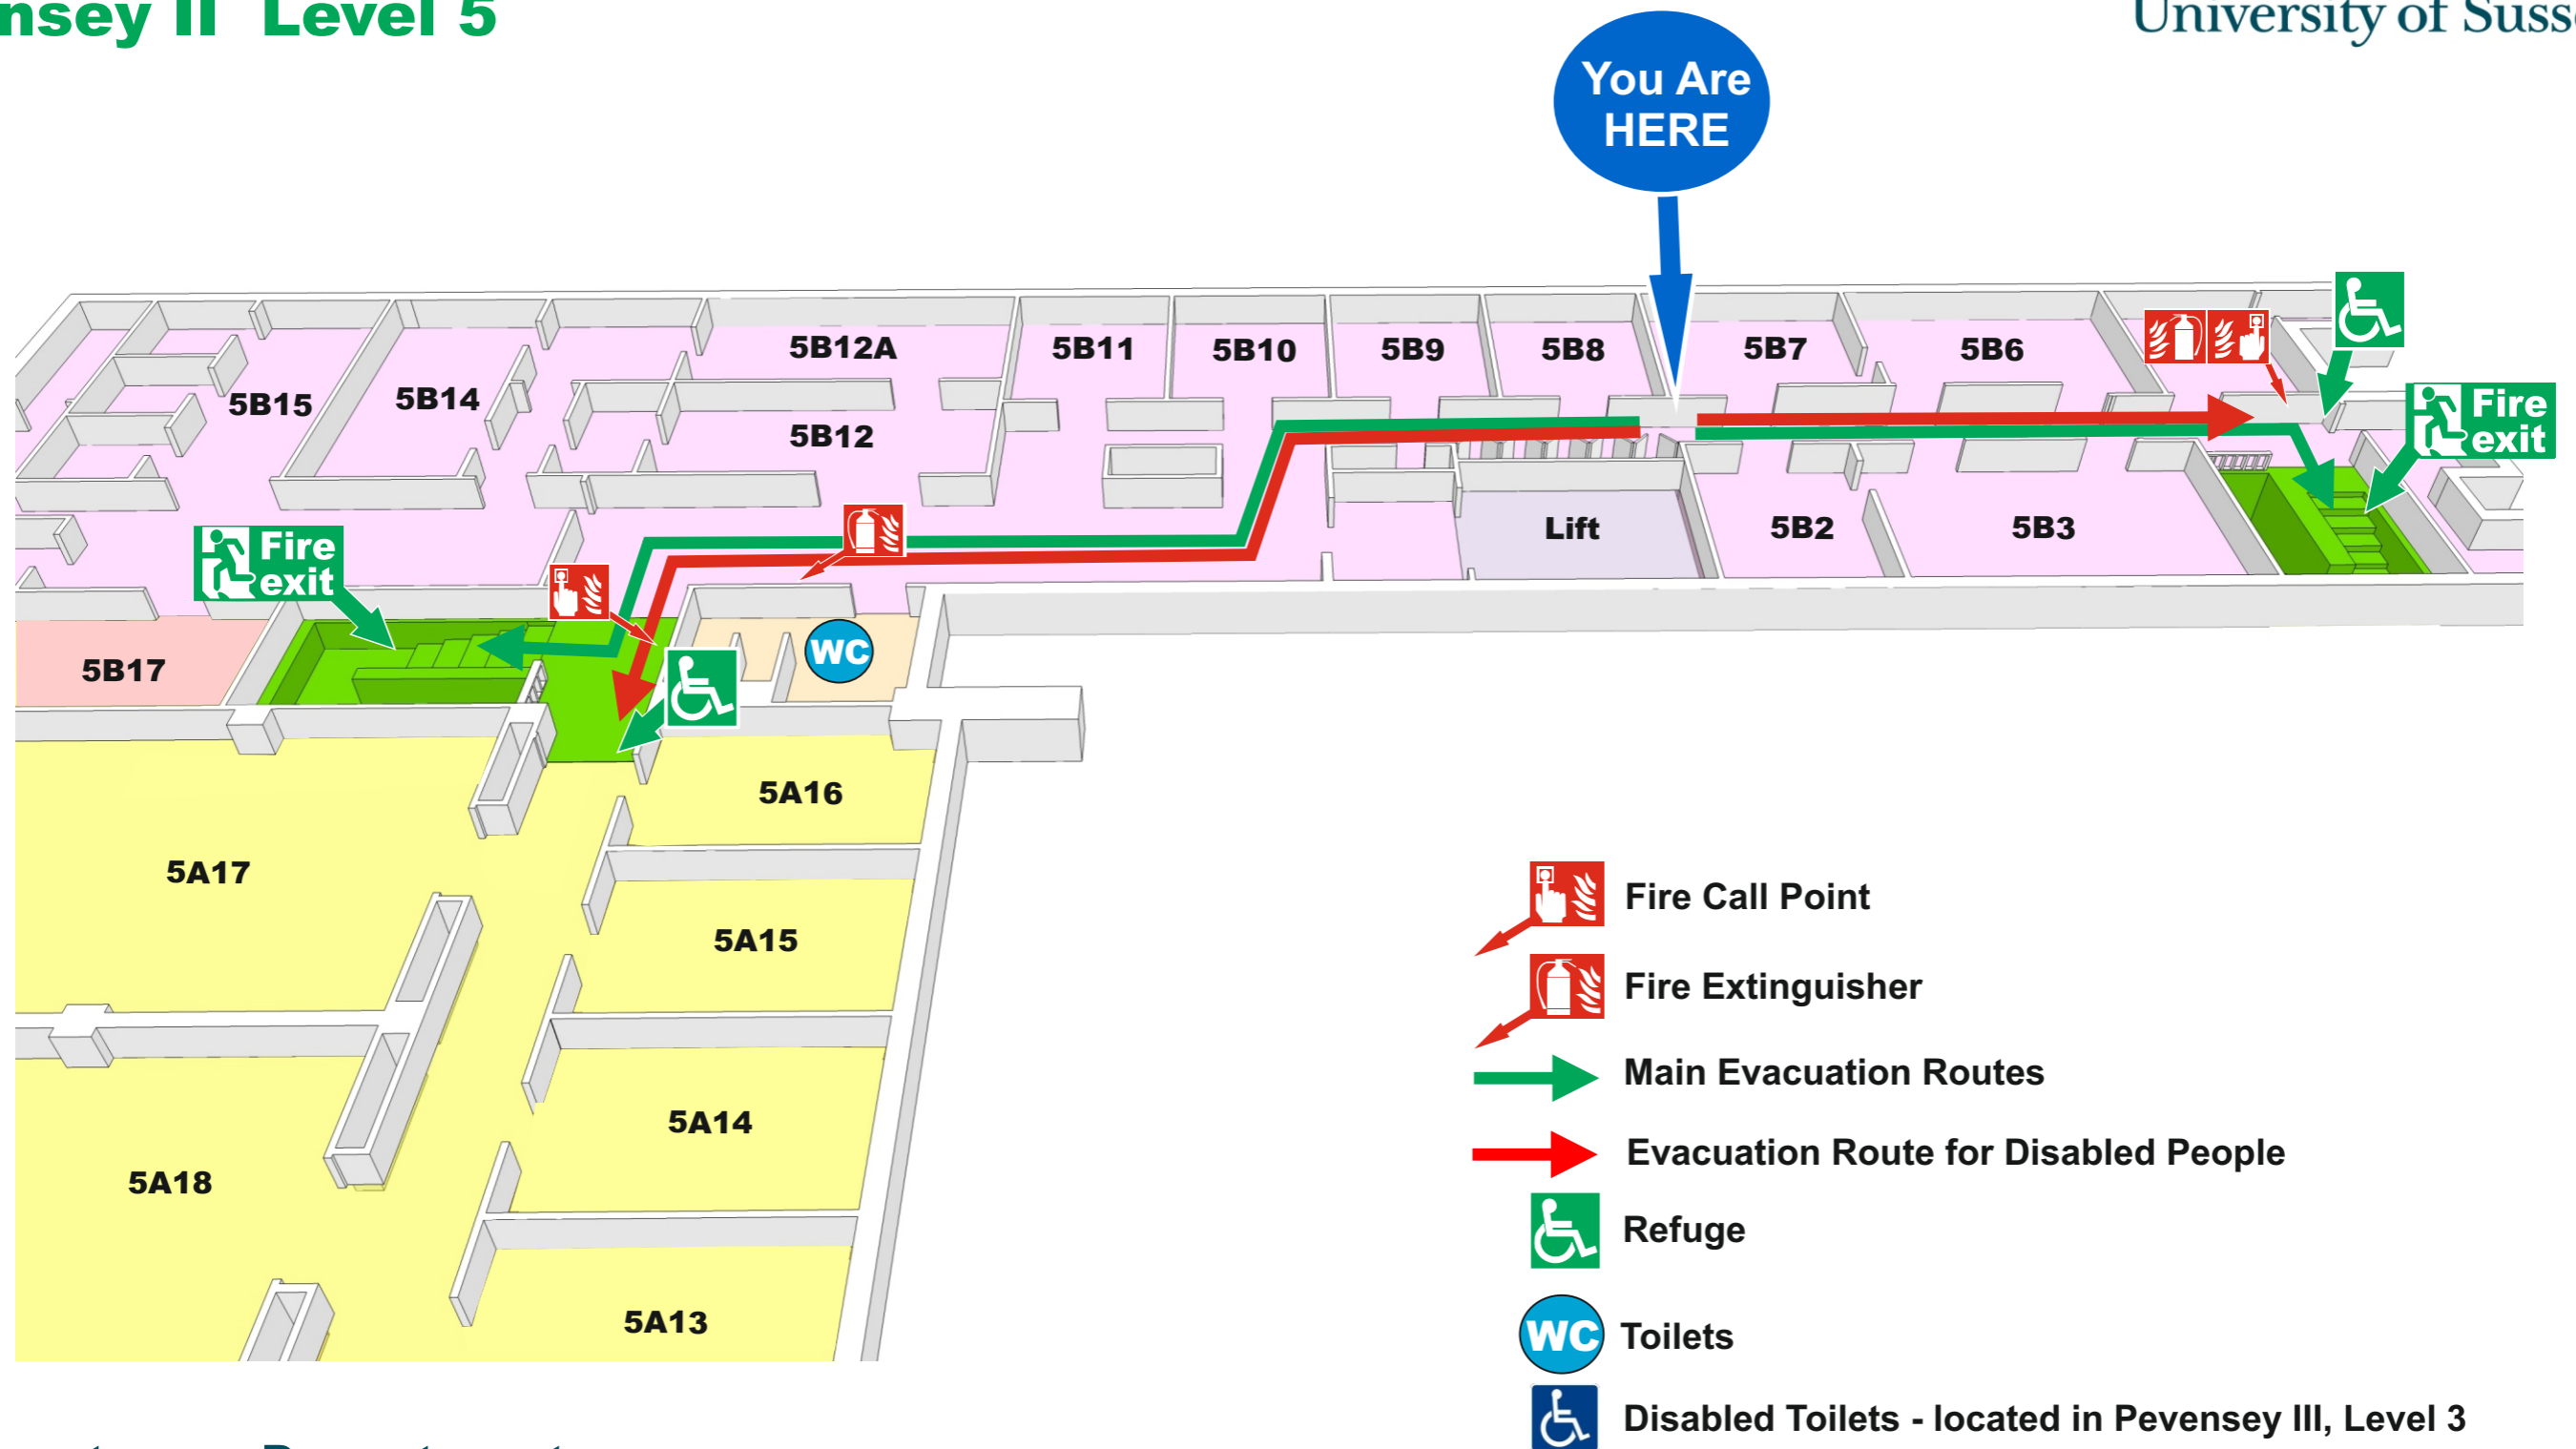 nsey II Level 5
University of Suss
You Are
HERE
5B12A
5B11
5B10
5B9
5B8
5B7
5B6
5B15
5B14
5B12
Fire
exit
Lift
5B2
5B3
Fire
exit
5B17
WC
5A16
5A17
5A15
5A14
5A18
5A13
Fire Call Point
Fire Extinguisher
Main Evacuation Routes
Evacuation Route for Disabled People
Refuge
WC Toilets
Disabled Toilets - located in Pevensey III, Level 3